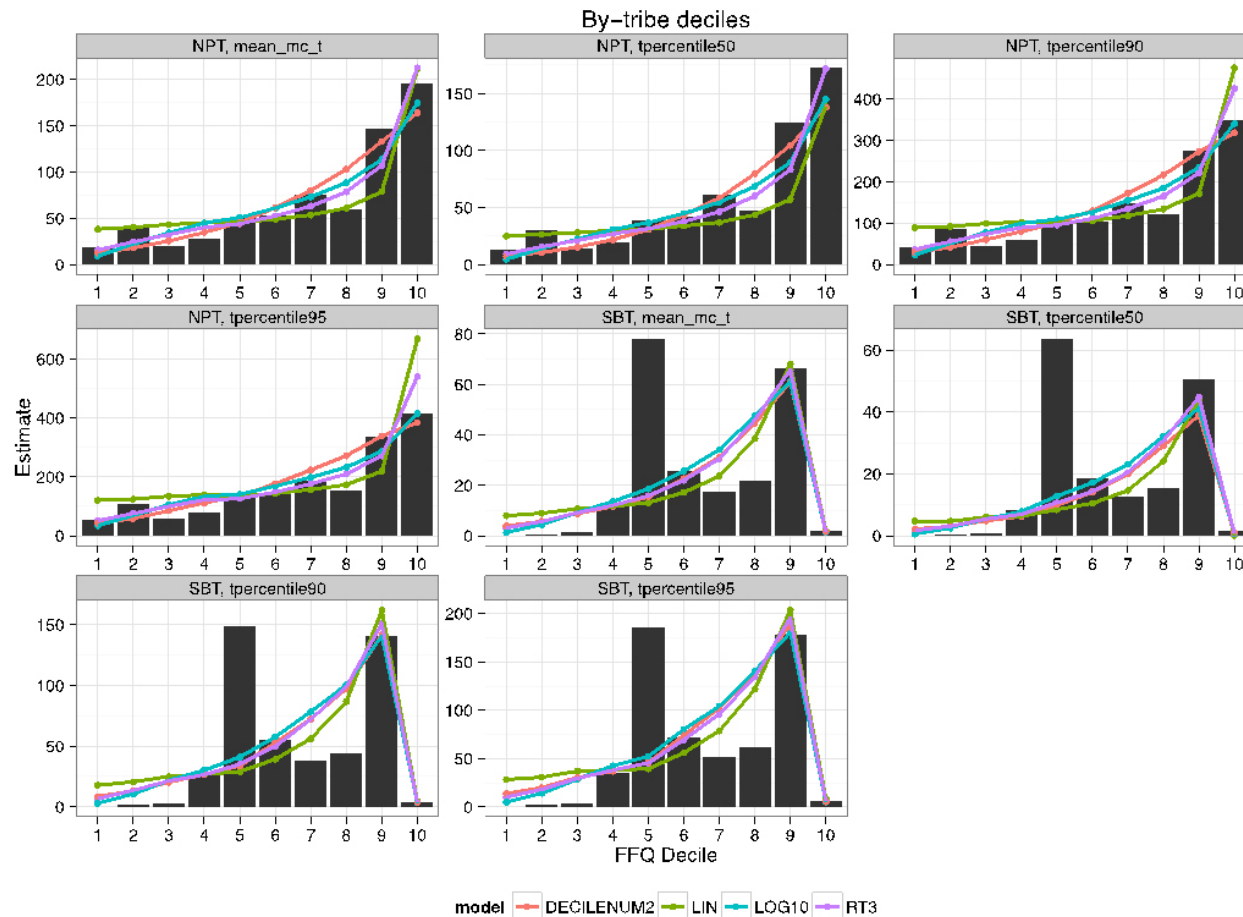 By-tribe deciles
NPT, mean_mc_t
NPT, tpercentile50
NPT, tpercentile90
200
150
100
50
0
1 2 3 4 5 6 7 8 9 10
150
100
50
0
1 2 3 4 5 6 7 8 9 10
400
300
200
100
0
1 2 3 4 5 6 7 8 9 10
NPT, tpercentile95
SBT, mean_mc_t
SBT, tpercentile50
Estimate
600
400
200
0
1 2 3 4 5 6 7 8 9 10
80
60
40
20
0
1 2 3 4 5 6 7 8 9 10
60
40
20
0
1 2 3 4 5 6 7 8 9 10
SBT, tpercentile90
SBT, tpercentile95
150
100
50
0
1 2 3 4 5 6 7 8 9 10
200
150
100
50
0
1 2 3 4 5 6 7 8 9 10
FFQ Decile
model DECILENUM2 LIN LOG10 RT3